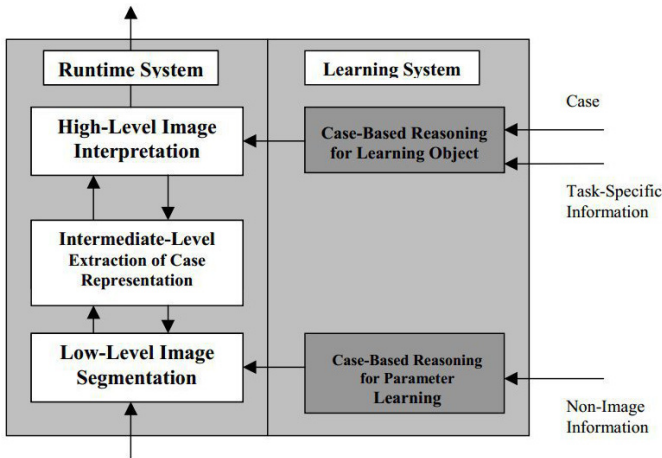 Runtime System
Learning System
High-Level Image
Interpretation
Case-Based Reasoning
for Learning Object
Case
Task-Specific
Information
Intermediate-Level
Extraction of Case
Representation
Low-Level Image
Segmentation
Case-Based Reasoning
for Parameter
Learning
Non-Image
Information